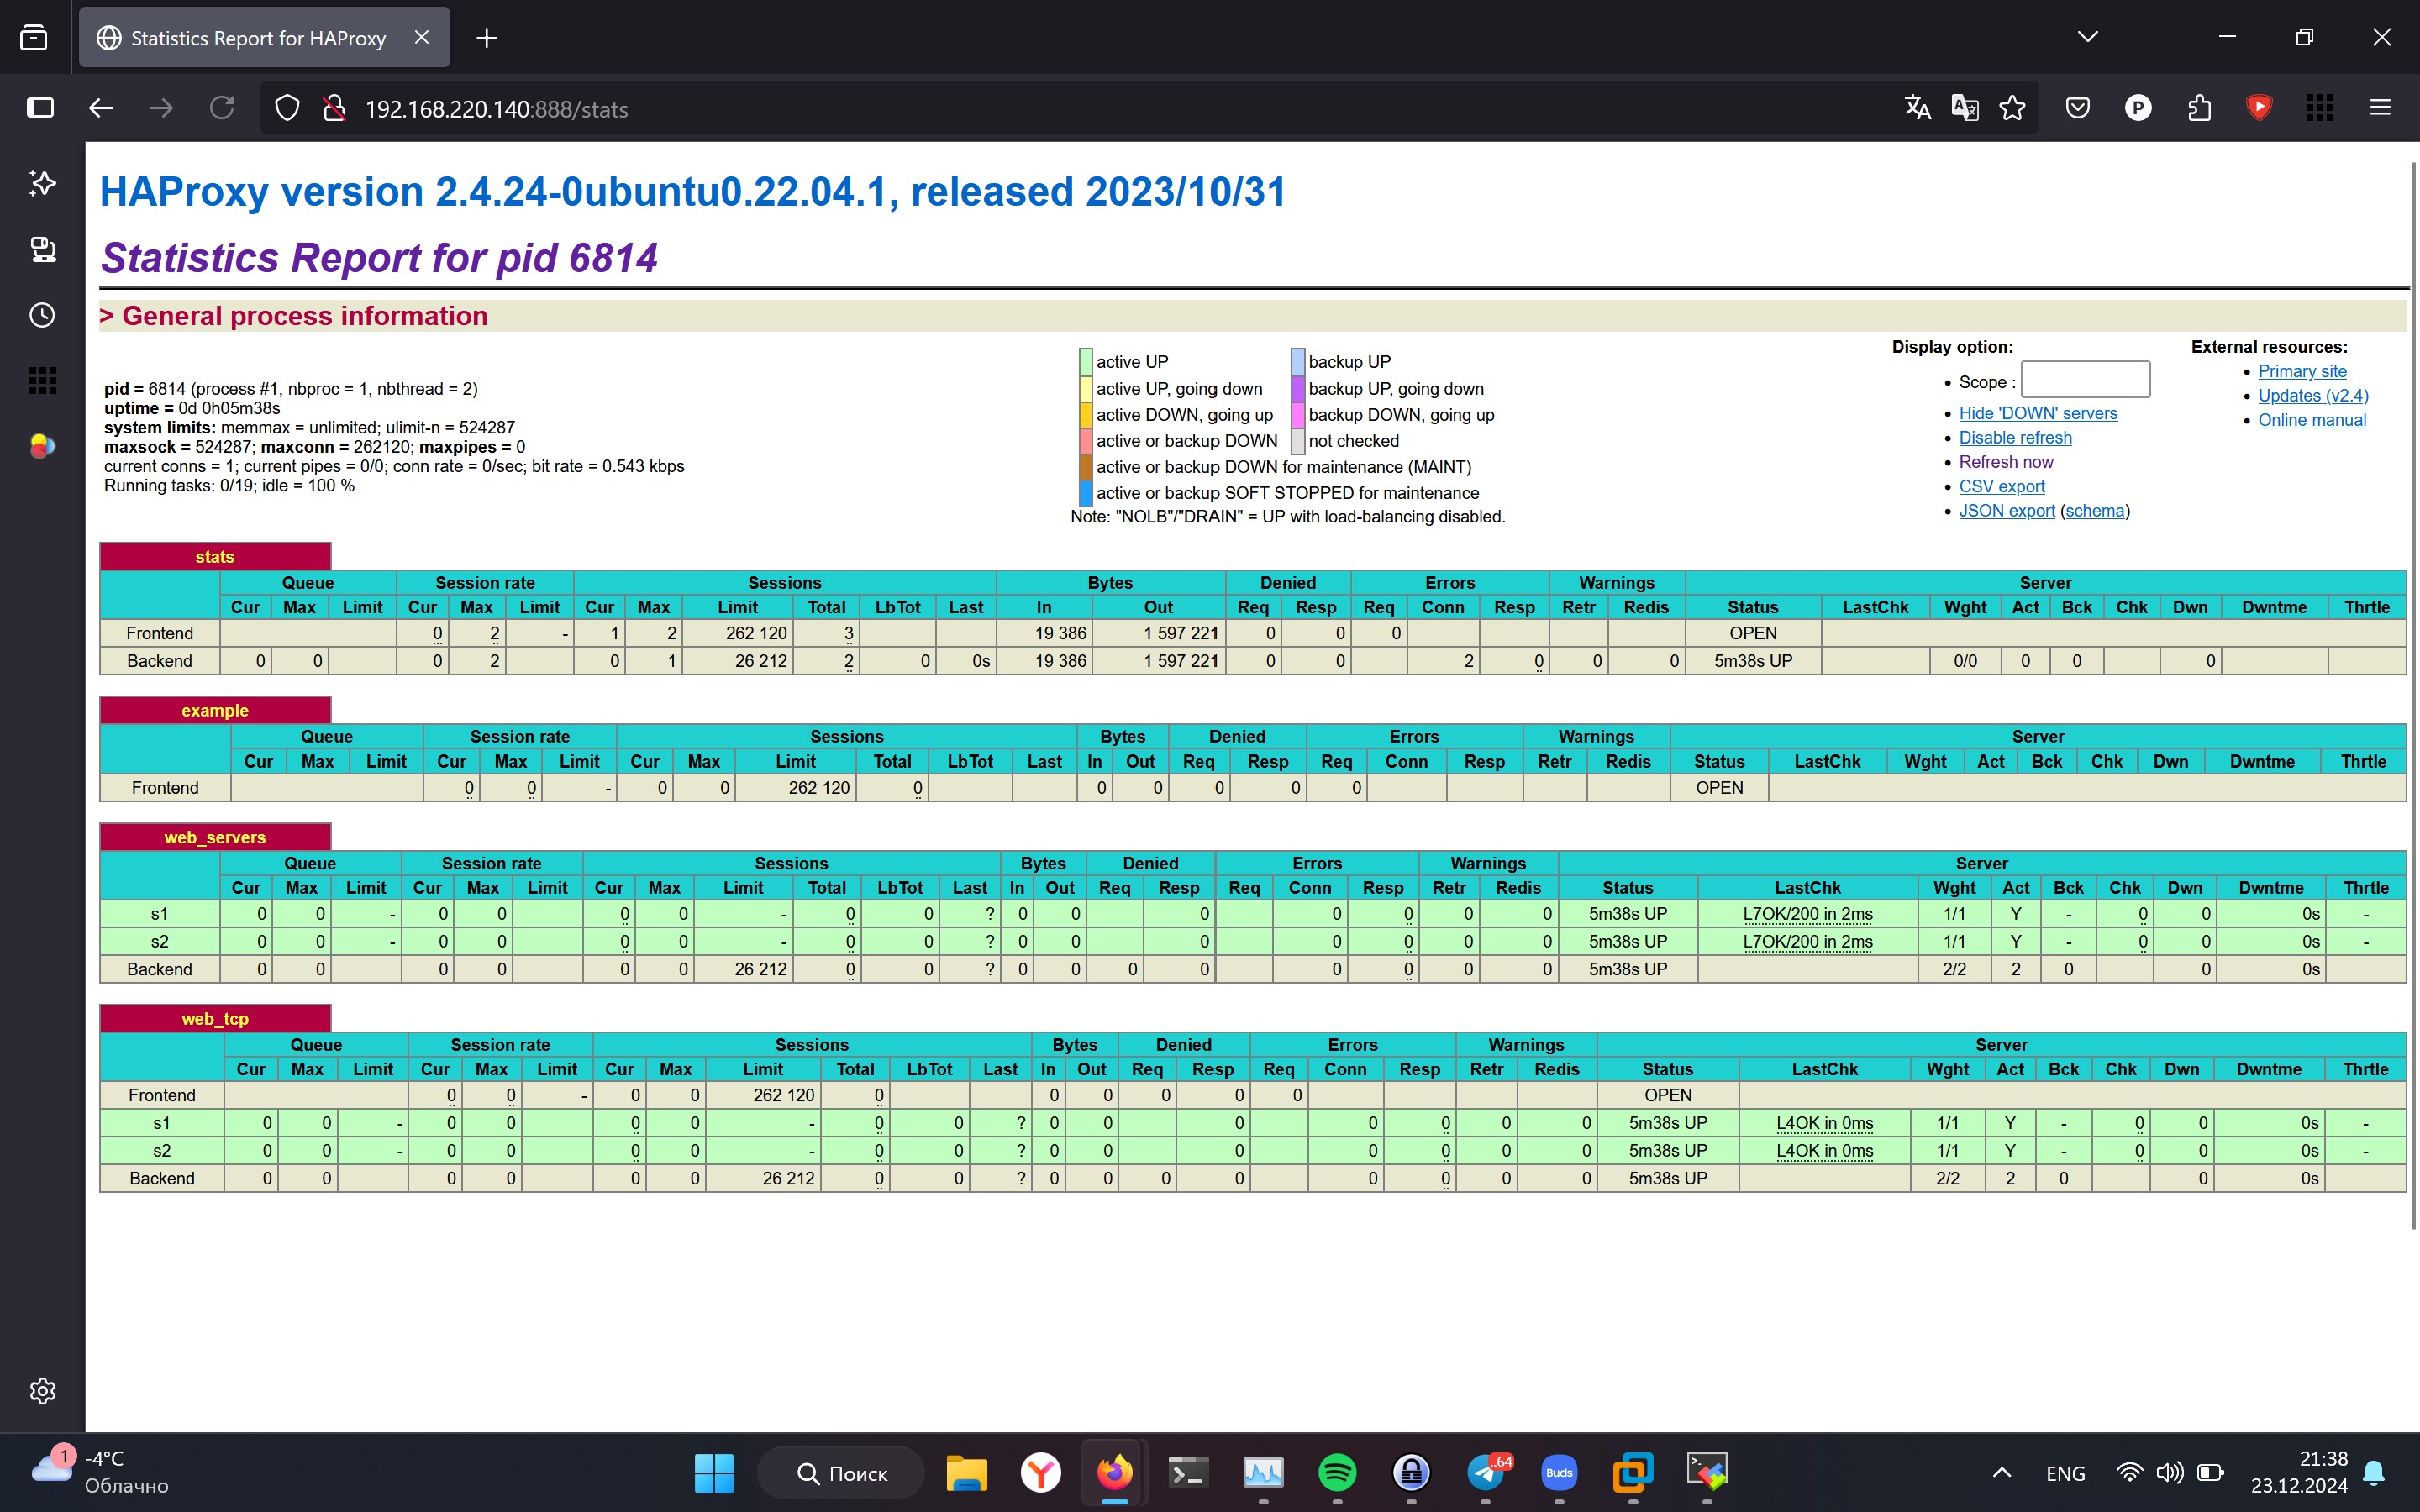 Statistics Report for HAProxy
192.168.220.140:888/stats
HAProxy version 2.4.24-0ubuntu0.22.04.1, released 2023/10/31
Statistics Report for pid 6814
> General process information
pid = 6814 (process #1, nbproc = 1, nbthread = 2)
uptime = 0d 0h05m38s
system limits: memmax = unlimited; ulimit-n = 524287
maxsock = 524287; maxconn = 262120; maxpipes = 0
current conns = 1; current pipes = 0/0; conn rate = 0/sec; bit rate = 0.543 kbps
Running tasks: 0/19; idle = 100 %
active UP backup UP
active UP, going down backup UP, going down
active DOWN, going up backup DOWN, going up
active or backup DOWN not checked
active or backup DOWN for maintenance (MAINT)
active or backup SOFT STOPPED for maintenance
Note: "NOLB"/"DRAIN" = UP with load-balancing disabled.
Display option:
• Scope :
• Hide 'DOWN' servers
• Disable refresh
• Refresh now
• CSV export
• JSON export (schema)
External resources:
• Primary site
• Updates (v2.4)
• Online manual
stats
Queue Session rate Sessions Bytes Denied Errors Warnings Server
Cur Max Limit Cur Max Limit Cur Max Limit Total LbTot Last In Out Req Resp Req Conn Resp Retr Redis Status LastChk Wght Act Bck Chk Dwn Dwntme Thrtle
Frontend 0 2 - 1 2 262 120 3 19 386 1 597 221 0 0 0 OPEN
Backend 0 0 0 2 0 1 26 212 2 0 0s 19 386 1 597 221 0 0 2 0 0 0 5m38s UP 0/0 0 0 0
example
Queue Session rate Sessions Bytes Denied Errors Warnings Server
Cur Max Limit Cur Max Limit Cur Max Limit Total LbTot Last In Out Req Resp Req Conn Resp Retr Redis Status LastChk Wght Act Bck Chk Dwn Dwntme Thrtle
Frontend 0 0 - 0 0 262 120 0 0 0 0 0 0 OPEN
web_servers
Queue Session rate Sessions Bytes Denied Errors Warnings Server
Cur Max Limit Cur Max Limit Cur Max Limit Total LbTot Last In Out Req Resp Req Conn Resp Retr Redis Status LastChk Wght Act Bck Chk Dwn Dwntme Thrtle
s1 0 0 - 0 0 0 0 - 0 0 ? 0 0 0 0 0 0 0 5m38s UP L7OK/200 in 2ms 1/1 Y - 0 0 0s -
s2 0 0 - 0 0 0 0 - 0 0 ? 0 0 0 0 0 0 0 5m38s UP L7OK/200 in 2ms 1/1 Y - 0 0 0s -
Backend 0 0 0 0 0 0 26 212 0 0 ? 0 0 0 0 0 0 0 0 5m38s UP 2/2 2 0 0 0s
web_tcp
Queue Session rate Sessions Bytes Denied Errors Warnings Server
Cur Max Limit Cur Max Limit Cur Max Limit Total LbTot Last In Out Req Resp Req Conn Resp Retr Redis Status LastChk Wght Act Bck Chk Dwn Dwntme Thrtle
Frontend 0 0 - 0 0 262 120 0 0 0 0 0 0 OPEN
s1 0 0 - 0 0 0 0 - 0 0 ? 0 0 0 0 0 0 0 5m38s UP L4OK in 0ms 1/1 Y - 0 0 0s -
s2 0 0 - 0 0 0 0 - 0 0 ? 0 0 0 0 0 0 0 5m38s UP L4OK in 0ms 1/1 Y - 0 0 0s -
Backend 0 0 0 0 0 0 26 212 0 0 ? 0 0 0 0 0 0 0 0 5m38s UP 2/2 2 0 0 0s
1
-4°C
Облачно
Поиск
..64
Buds
ENG
21:38
23.12.2024